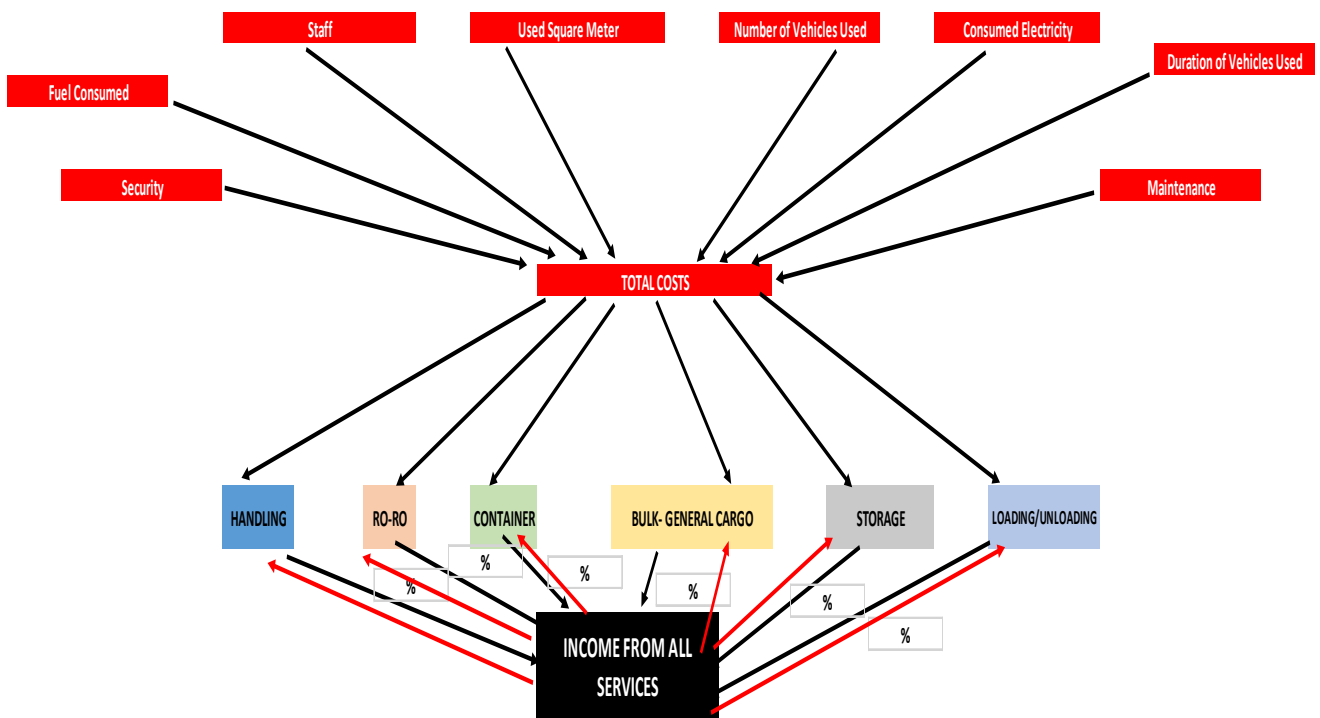 Staff
Used Square Meter
Number of Vehicles Used
Consumed Electricity
Duration of Vehicles Used
Fuel Consumed
Security
Maintenance
TOTAL COSTS
HANDLING
RO-RO
CONTAINER
BULK- GENERAL CARGO
STORAGE
LOADING/UNLOADING
%
%
%
%
%
%
INCOME FROM ALL
SERVICES